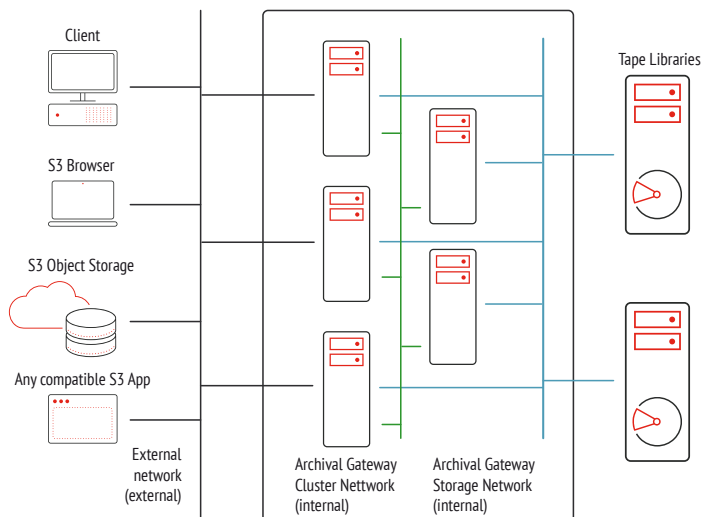 Client
S3 Browser
S3 Object Storage
Any compatible S3 App
External
network
(external)
Archival Gateway
Cluster Nettwork
(internal)
Archival Gateway
Storage Network
(internal)
Tape Libraries